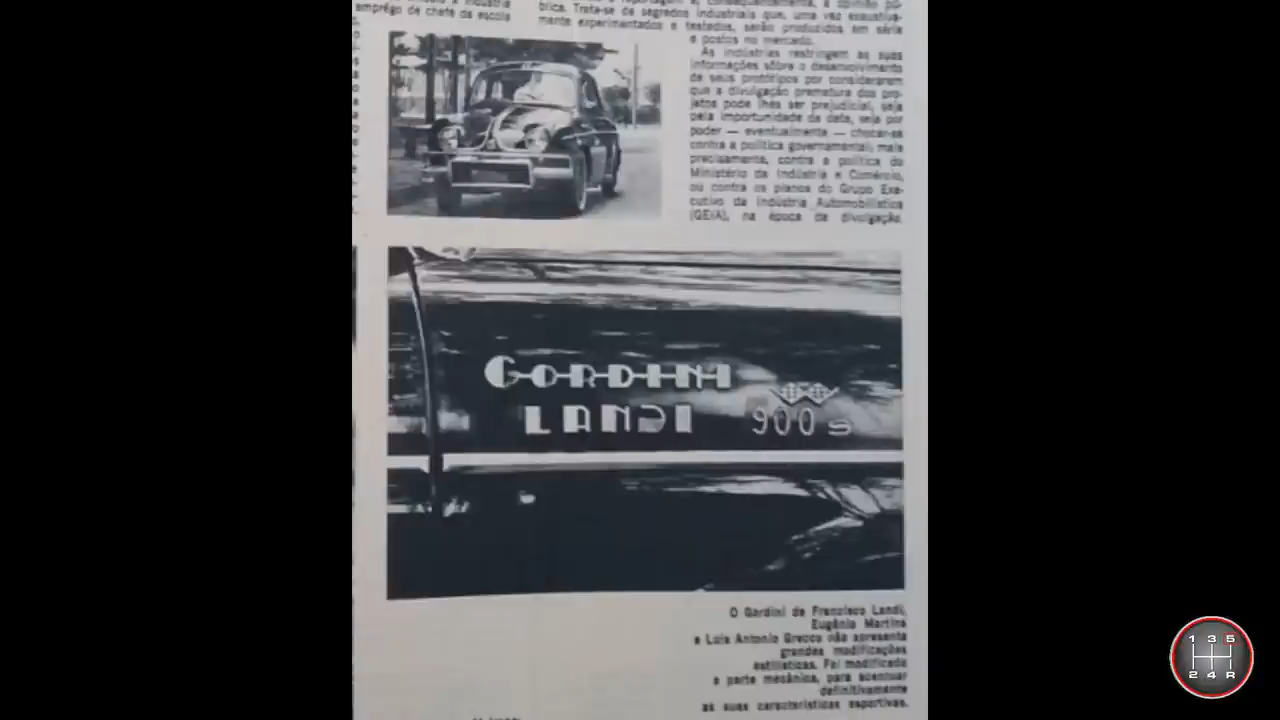 emprêgo de chefe da escola
blica. Trata-se de segredos industriais que, uma vez exaustiva-
mente experimentados e testados, serão produzidos em série
e postos no mercado.
As indústrias restringem as suas
informações sôbre o desenvolvimento
de seus protótipos por considerarem
que a divulgação prematura dos pro-
jetos pode lhes ser prejudicial, seja
pela importunidade da data, seja por
poder — eventualmente — chocar-se
contra a política governamental; mais
precisamente, contra a política do
Ministério da Indústria e Comércio,
ou contra os planos do Grupo Exe-
cutivo da Indústria Automobilística
(GEIA), na época da divulgação.
GORDINI
LANDI 900 S
O Gordini de Francisco Landi,
Eugênio Martins
e Luis Antonio Grecco não apresenta
grandes modificações
estilísticas. Foi modificada
a parte mecânica, para acentuar
definitivamente
as suas características esportivas.
1 3 5
2 4 R